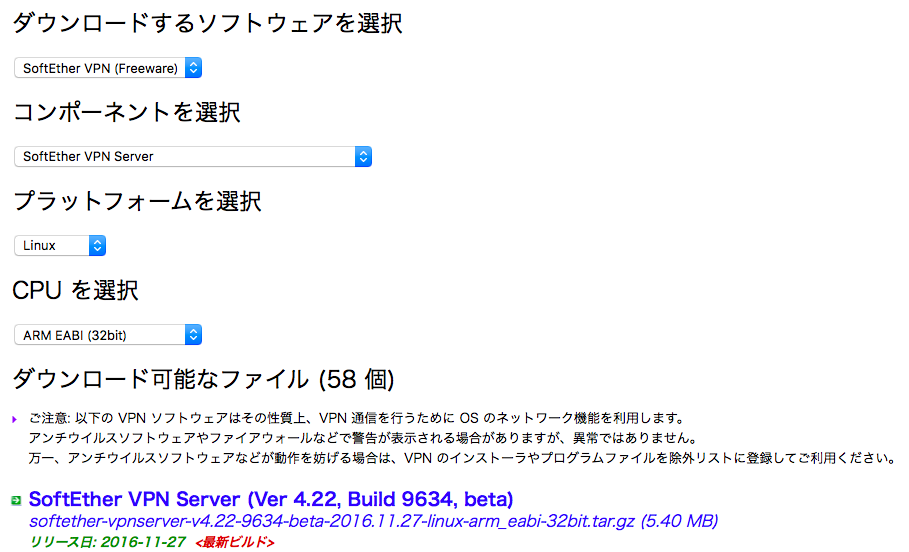 ダウンロードするソフトウェアを選択
SoftEther VPN (Freeware)
コンポーネントを選択
SoftEther VPN Server
プラットフォームを選択
Linux
CPU を選択
ARM EABI (32bit)
ダウンロード可能なファイル (58 個)
ご注意: 以下の VPN ソフトウェアはその性質上、VPN 通信を行うために OS のネットワーク機能を利用します。
アンチウイルスソフトウェアやファイアウォールなどで警告が表示される場合がありますが、異常ではありません。
万一、アンチウイルスソフトウェアなどが動作を妨げる場合は、VPN のインストーラやプログラムファイルを除外リストに登録してご利用ください。
SoftEther VPN Server (Ver 4.22, Build 9634, beta)
softether-vpnserver-v4.22-9634-beta-2016.11.27-linux-arm_eabi-32bit.tar.gz (5.40 MB)
リリース日: 2016-11-27 <最新ビルド>